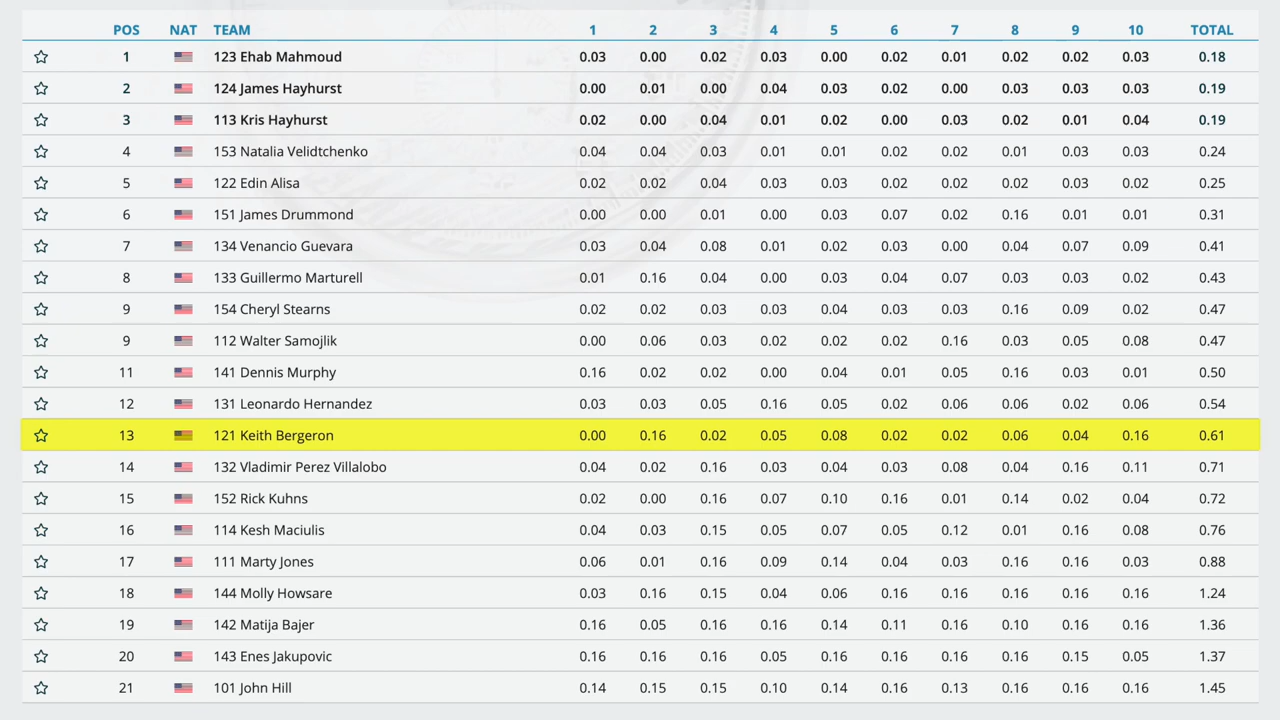 POS NAT TEAM 1 2 3 4 5 6 7 8 9 10 TOTAL
1 123 Ehab Mahmoud 0.03 0.00 0.02 0.03 0.00 0.02 0.01 0.02 0.02 0.03 0.18
2 124 James Hayhurst 0.00 0.01 0.00 0.04 0.03 0.02 0.00 0.03 0.03 0.03 0.19
3 113 Kris Hayhurst 0.02 0.00 0.04 0.01 0.02 0.00 0.03 0.02 0.01 0.04 0.19
4 153 Natalia Velidtchenko 0.04 0.04 0.03 0.01 0.01 0.02 0.02 0.01 0.03 0.03 0.24
5 122 Edin Alisa 0.02 0.02 0.04 0.03 0.03 0.02 0.02 0.02 0.03 0.02 0.25
6 151 James Drummond 0.00 0.00 0.01 0.00 0.03 0.07 0.02 0.16 0.01 0.01 0.31
7 134 Venancio Guevara 0.03 0.04 0.08 0.01 0.02 0.03 0.00 0.04 0.07 0.09 0.41
8 133 Guillermo Marturell 0.01 0.16 0.04 0.00 0.03 0.04 0.07 0.03 0.03 0.02 0.43
9 154 Cheryl Stearns 0.02 0.02 0.03 0.03 0.04 0.03 0.03 0.16 0.09 0.02 0.47
9 112 Walter Samojlik 0.00 0.06 0.03 0.02 0.02 0.02 0.16 0.03 0.05 0.08 0.47
11 141 Dennis Murphy 0.16 0.02 0.02 0.00 0.04 0.01 0.05 0.16 0.03 0.01 0.50
12 131 Leonardo Hernandez 0.03 0.03 0.05 0.16 0.05 0.02 0.06 0.06 0.02 0.06 0.54
13 121 Keith Bergeron 0.00 0.16 0.02 0.05 0.08 0.02 0.02 0.06 0.04 0.16 0.61
14 132 Vladimir Perez Villalobo 0.04 0.02 0.16 0.03 0.04 0.03 0.08 0.04 0.16 0.11 0.71
15 152 Rick Kuhns 0.02 0.00 0.16 0.07 0.10 0.16 0.01 0.14 0.02 0.04 0.72
16 114 Kesh Maciulis 0.04 0.03 0.15 0.05 0.07 0.05 0.12 0.01 0.16 0.08 0.76
17 111 Marty Jones 0.06 0.01 0.16 0.09 0.14 0.04 0.03 0.16 0.16 0.03 0.88
18 144 Molly Howsare 0.03 0.16 0.15 0.04 0.06 0.16 0.16 0.16 0.16 0.16 1.24
19 142 Matija Bajer 0.16 0.05 0.16 0.16 0.14 0.11 0.16 0.10 0.16 0.16 1.36
20 143 Enes Jakupovic 0.16 0.16 0.16 0.05 0.16 0.16 0.16 0.16 0.15 0.05 1.37
21 101 John Hill 0.14 0.15 0.15 0.10 0.14 0.16 0.13 0.16 0.16 0.16 1.45